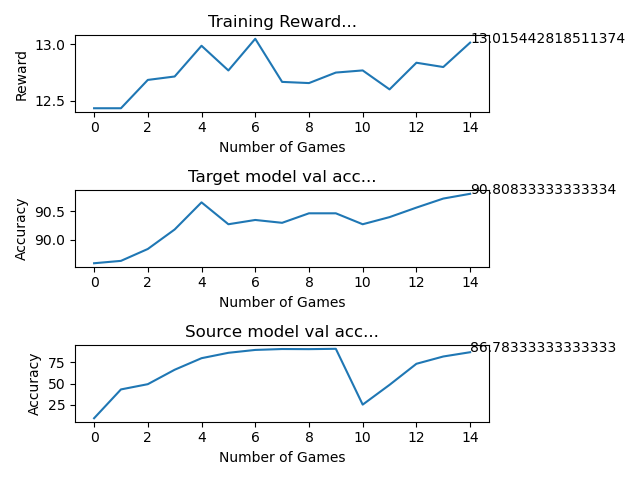 Training Reward...
13.015442818511374
13.0
12.5
Reward
0 2 4 6 8 10 12 14
Number of Games
Target model val acc...
90.80833333333334
90.5
90.0
Accuracy
0 2 4 6 8 10 12 14
Number of Games
Source model val acc...
86.78333333333333
75
50
25
Accuracy
0 2 4 6 8 10 12 14
Number of Games